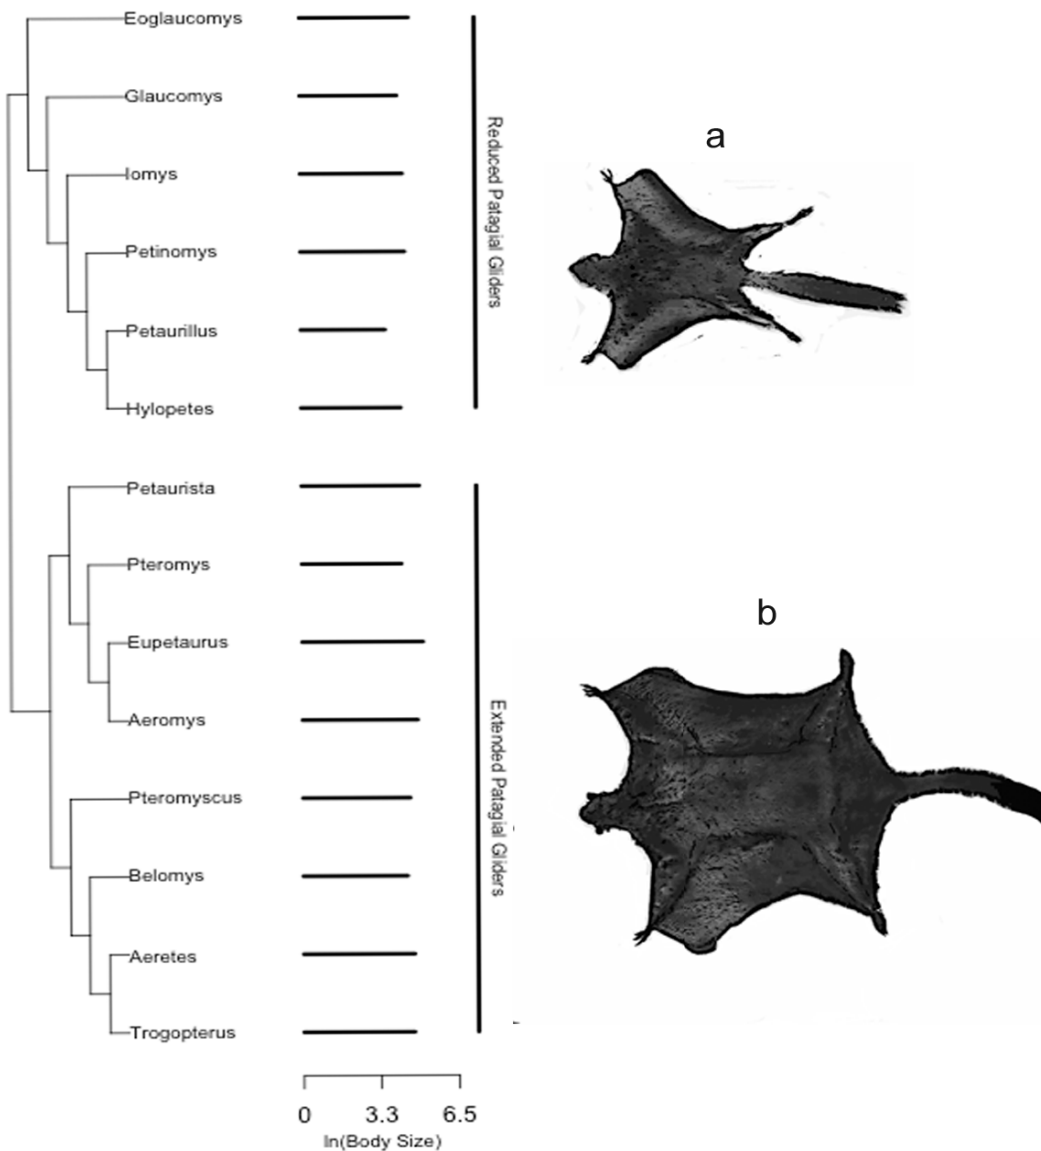 Eoglaucomys
Glaucomys
Iomys
Petinomys
Petaurillus
Hylopetes
Petaurista
Pteromys
Eupetaurus
Aeromys
Pteromyscus
Belomys
Aeretes
Trogopterus
0 3.3 6.5
ln(Body Size)
Reduced Patagial Gliders
Extended Patagial Gliders
a
b